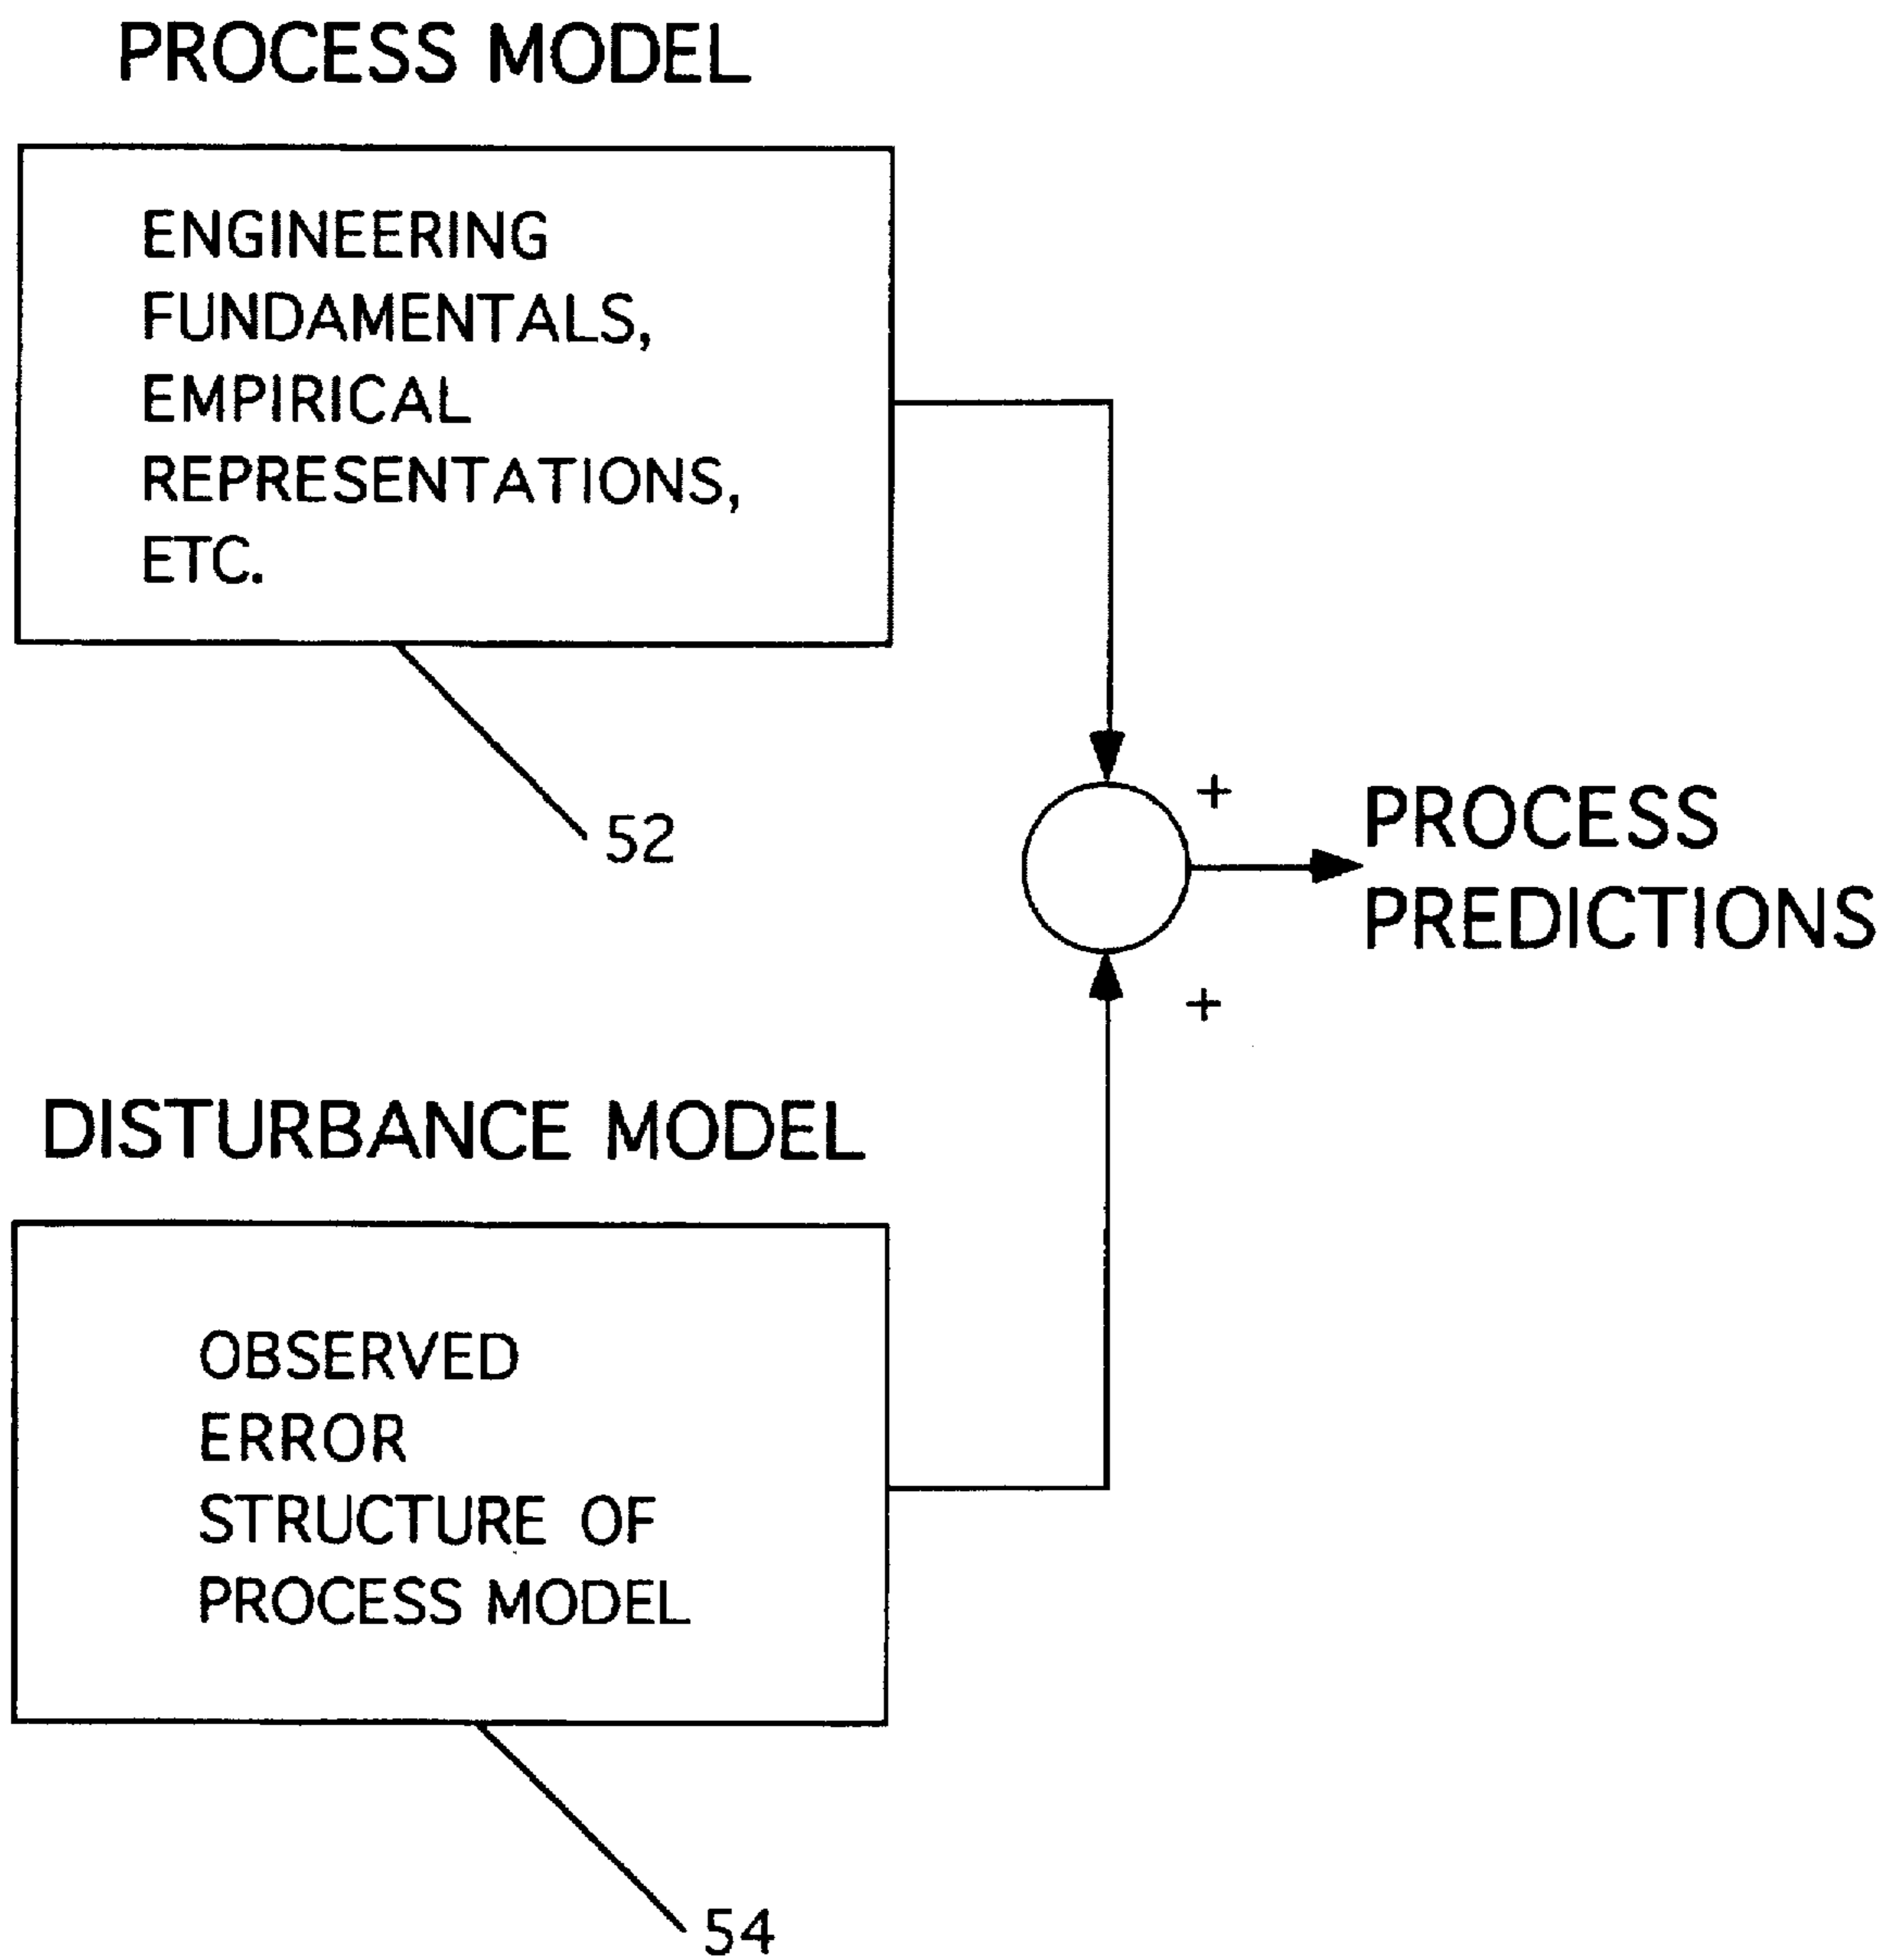 PROCESS MODEL
ENGINEERING
FUNDAMENTALS,
EMPIRICAL
REPRESENTATIONS,
ETC.
52
+
PROCESS
PREDICTIONS
+
DISTURBANCE MODEL
OBSERVED
ERROR
STRUCTURE OF
PROCESS MODEL
54